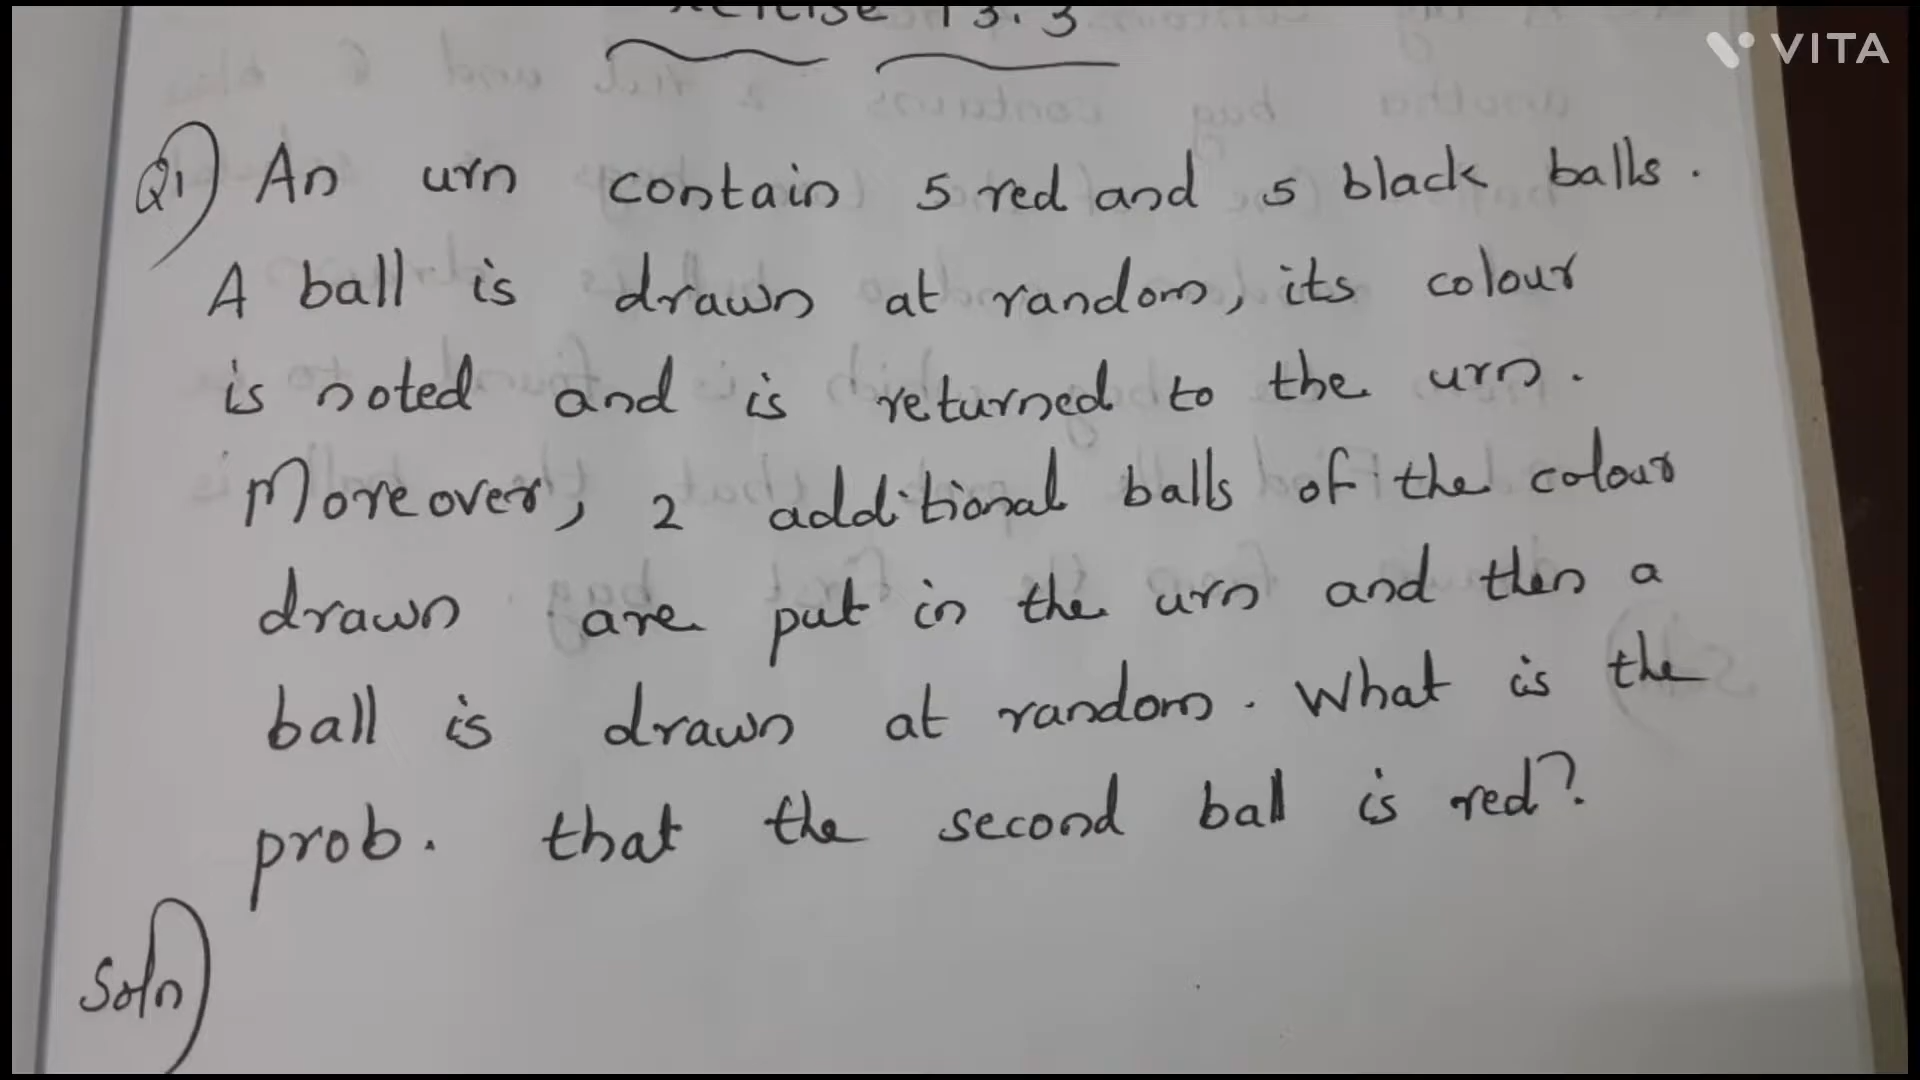 Exercise 13.3
VITA
Q1) An urn contain 5 red and 5 black balls.
A ball is drawn at random, its colour
is noted and is returned to the urn.
Moreover, 2 additional balls of the colour
drawn are put in the urn and then a
ball is drawn at random. What is the
prob. that the second ball is red?
Soln)